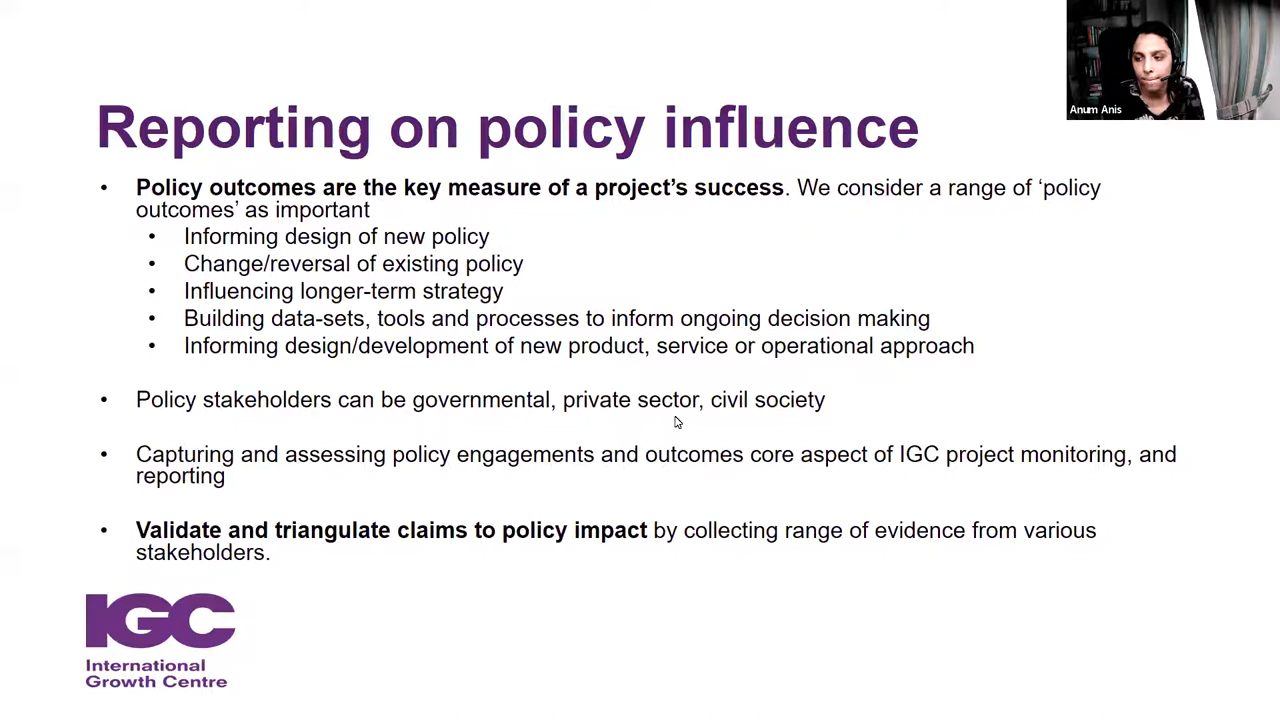 Anum Anis
Reporting on policy influence
• Policy outcomes are the key measure of a project's success. We consider a range of ‘policy
outcomes’ as important
• Informing design of new policy
• Change/reversal of existing policy
• Influencing longer-term strategy
• Building data-sets, tools and processes to inform ongoing decision making
• Informing design/development of new product, service or operational approach
• Policy stakeholders can be governmental, private sector, civil society
• Capturing and assessing policy engagements and outcomes core aspect of IGC project monitoring, and
reporting
• Validate and triangulate claims to policy impact by collecting range of evidence from various
stakeholders.
IGC
International
Growth Centre